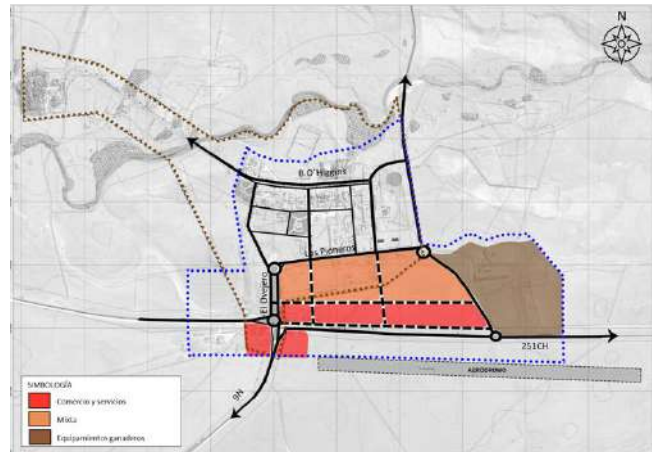 N
B. O´Higgins
Los Pioneros
El Ovejero
251CH
AERODROMO
9N
SIMBOLOGÍA
Comercio y servicios
Mixta
Equipamientos ganaderos